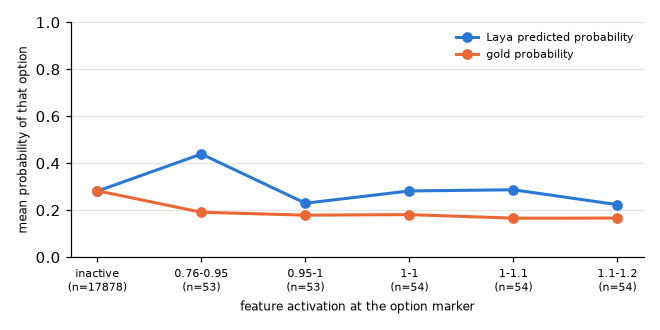 1.0
0.8
0.6
0.4
0.2
0.0
mean probability of that option
Laya predicted probability
gold probability
inactive
(n=17878)
0.76-0.95
(n=53)
0.95-1
(n=53)
1-1
(n=54)
1-1.1
(n=54)
1.1-1.2
(n=54)
feature activation at the option marker